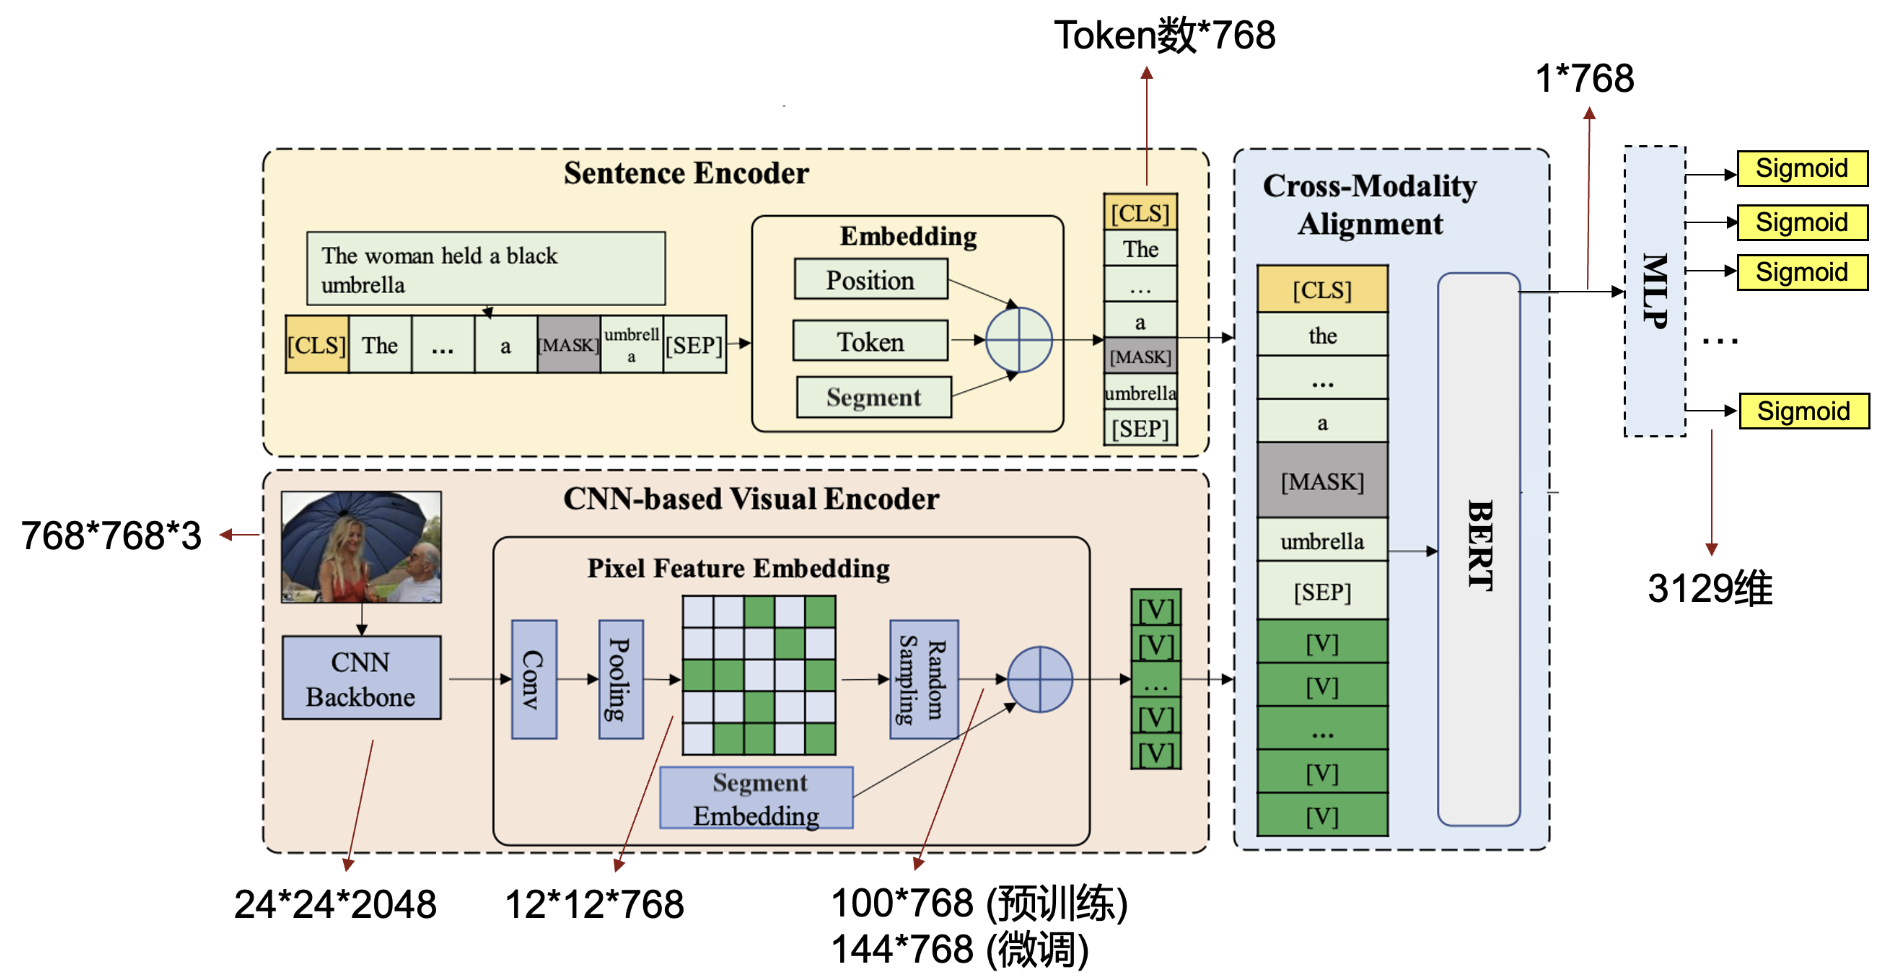 Token数*768
1*768
Sentence Encoder
The woman held a black
umbrella
[CLS]
The
...
a
[MASK]
umbrell
a
[SEP]
Embedding
Position
Token
Segment
[CLS]
The
...
a
[MASK]
umbrella
[SEP]
Cross-Modality
Alignment
[CLS]
the
...
a
[MASK]
umbrella
[SEP]
[V]
[V]
...
[V]
[V]
BERT
MLP
Sigmoid
Sigmoid
Sigmoid
...
Sigmoid
3129维
768*768*3
CNN-based Visual Encoder
CNN
Backbone
Pixel Feature Embedding
Conv
Pooling
Random
Sampling
Segment
Embedding
[V]
[V]
...
[V]
[V]
24*24*2048
12*12*768
100*768 (预训练)
144*768 (微调)